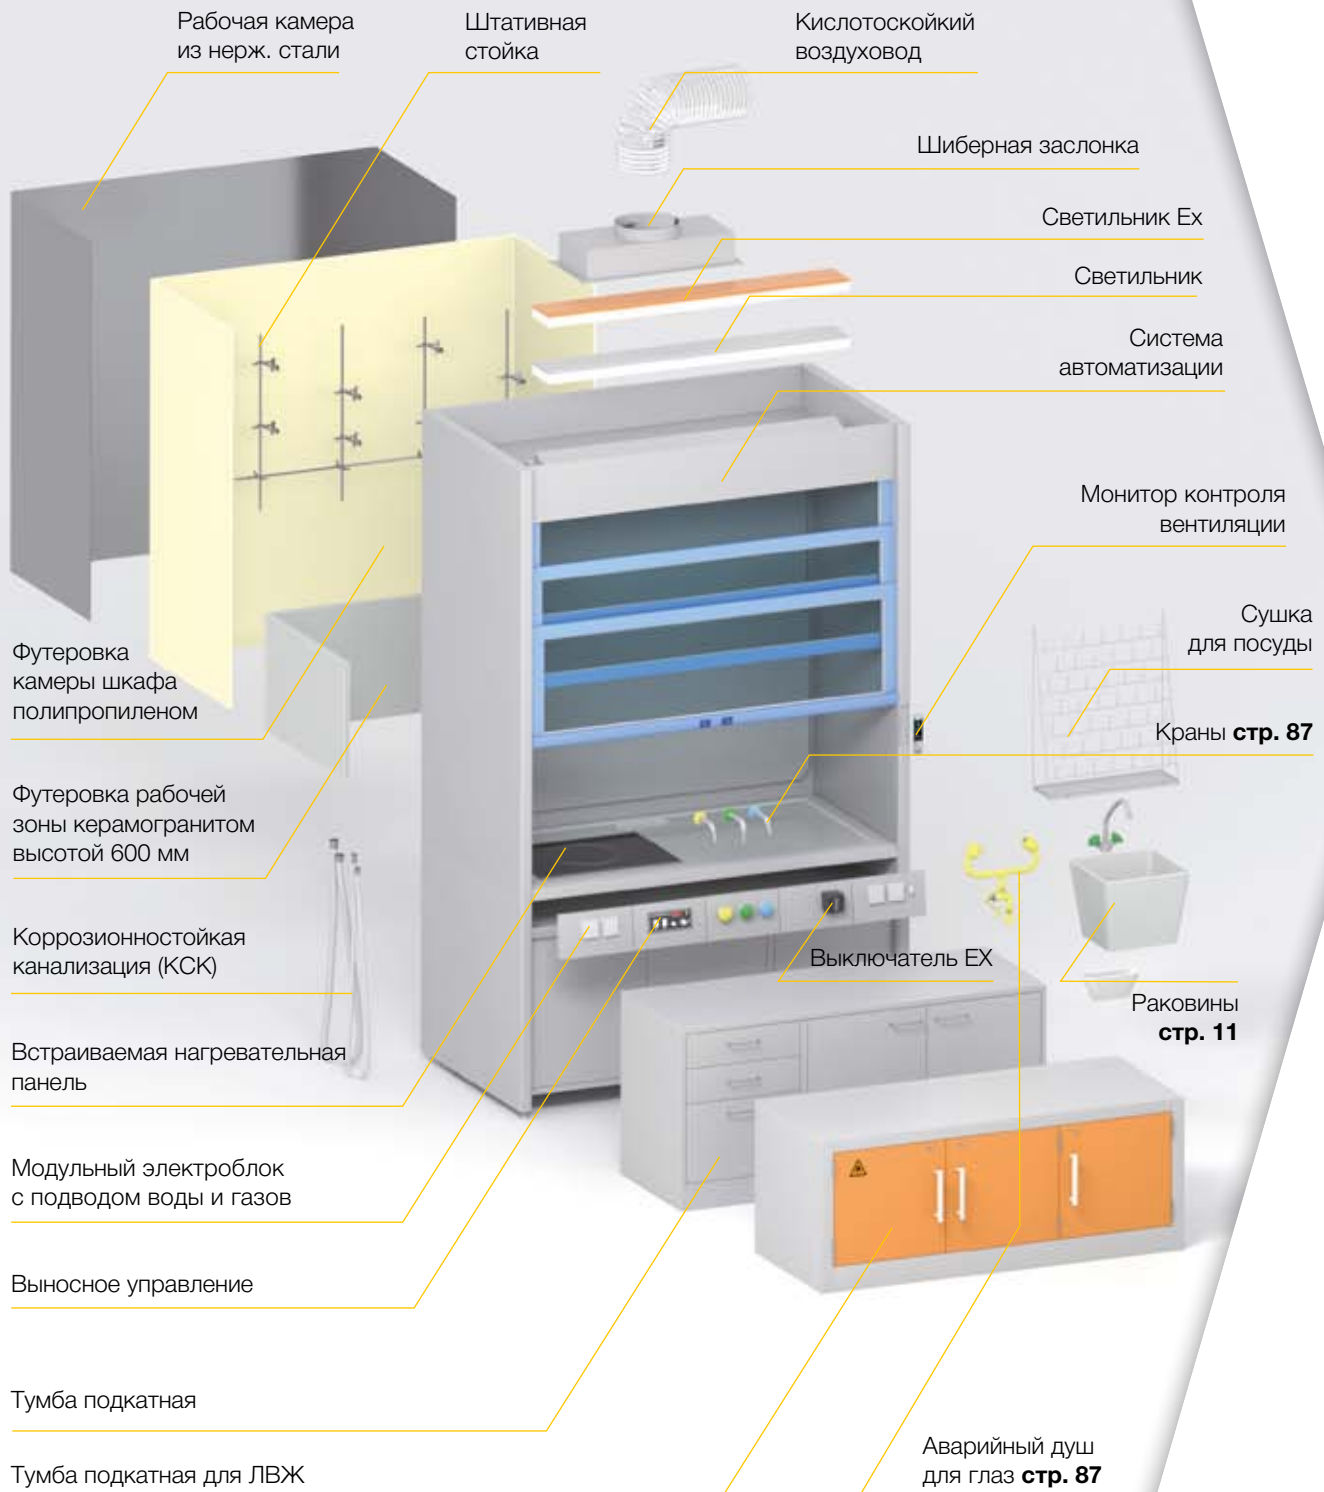 Рабочая камера
из нерж. стали
Штативная
стойка
Кислотоскойкий
воздуховод
Шиберная заслонка
Светильник Ex
Светильник
Система
автоматизации
Монитор контроля
вентиляции
Сушка
для посуды
Краны стр. 87
Футеровка
камеры шкафа
полипропиленом
Футеровка рабочей
зоны керамогранитом
высотой 600 мм
Коррозионностойкая
канализация (КСК)
Выключатель EX
Раковины
стр. 11
Встраиваемая нагревательная
панель
Модульный электроблок
с подводом воды и газов
Выносное управление
Тумба подкатная
Тумба подкатная для ЛВЖ
Аварийный душ
для глаз стр. 87